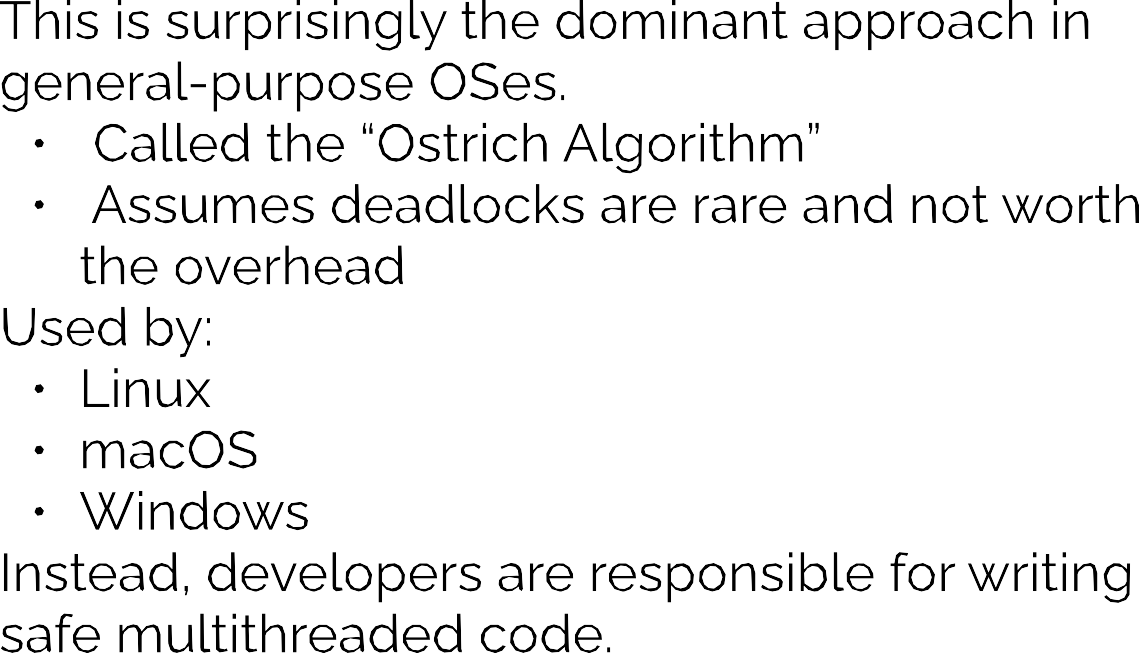 This is surprisingly the dominant approach in
general-purpose OSes.
• Called the “Ostrich Algorithm”
• Assumes deadlocks are rare and not worth
the overhead
Used by:
• Linux
• macOS
• Windows
Instead, developers are responsible for writing
safe multithreaded code.